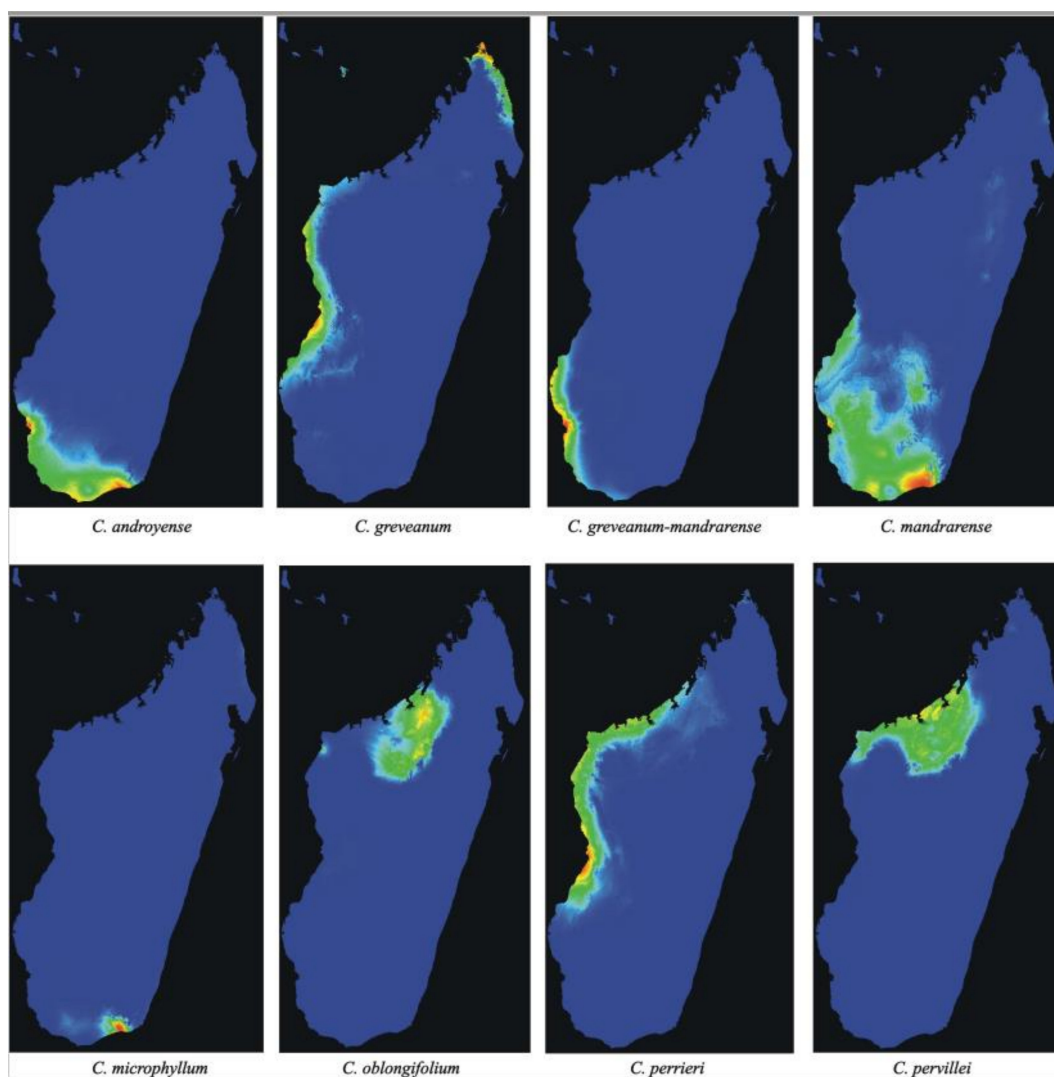 C. androyense
C. greveanum
C. greveanum-mandrarense
C. mandrarense
C. microphyllum
C. oblongifolium
C. perrieri
C. pervillei